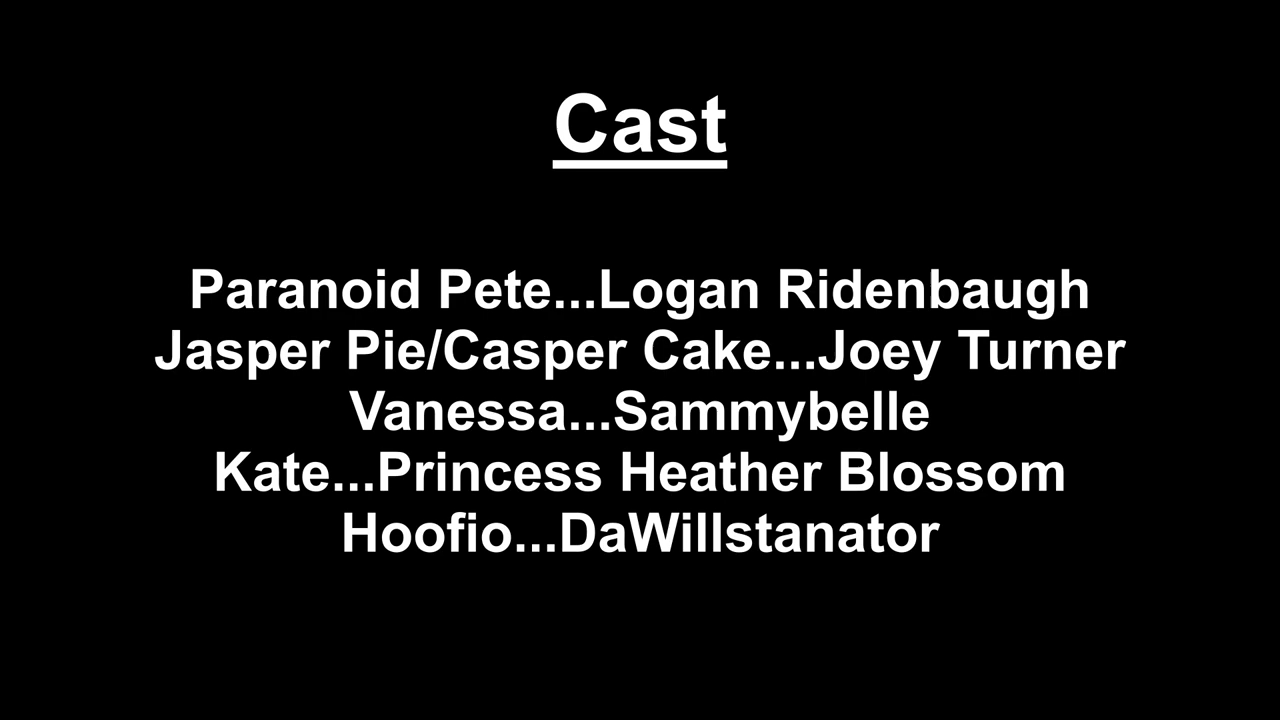 Cast
Paranoid Pete...Logan Ridenbaugh
Jasper Pie/Casper Cake...Joey Turner
Vanessa...Sammybelle
Kate...Princess Heather Blossom
Hoofio...DaWillstanator